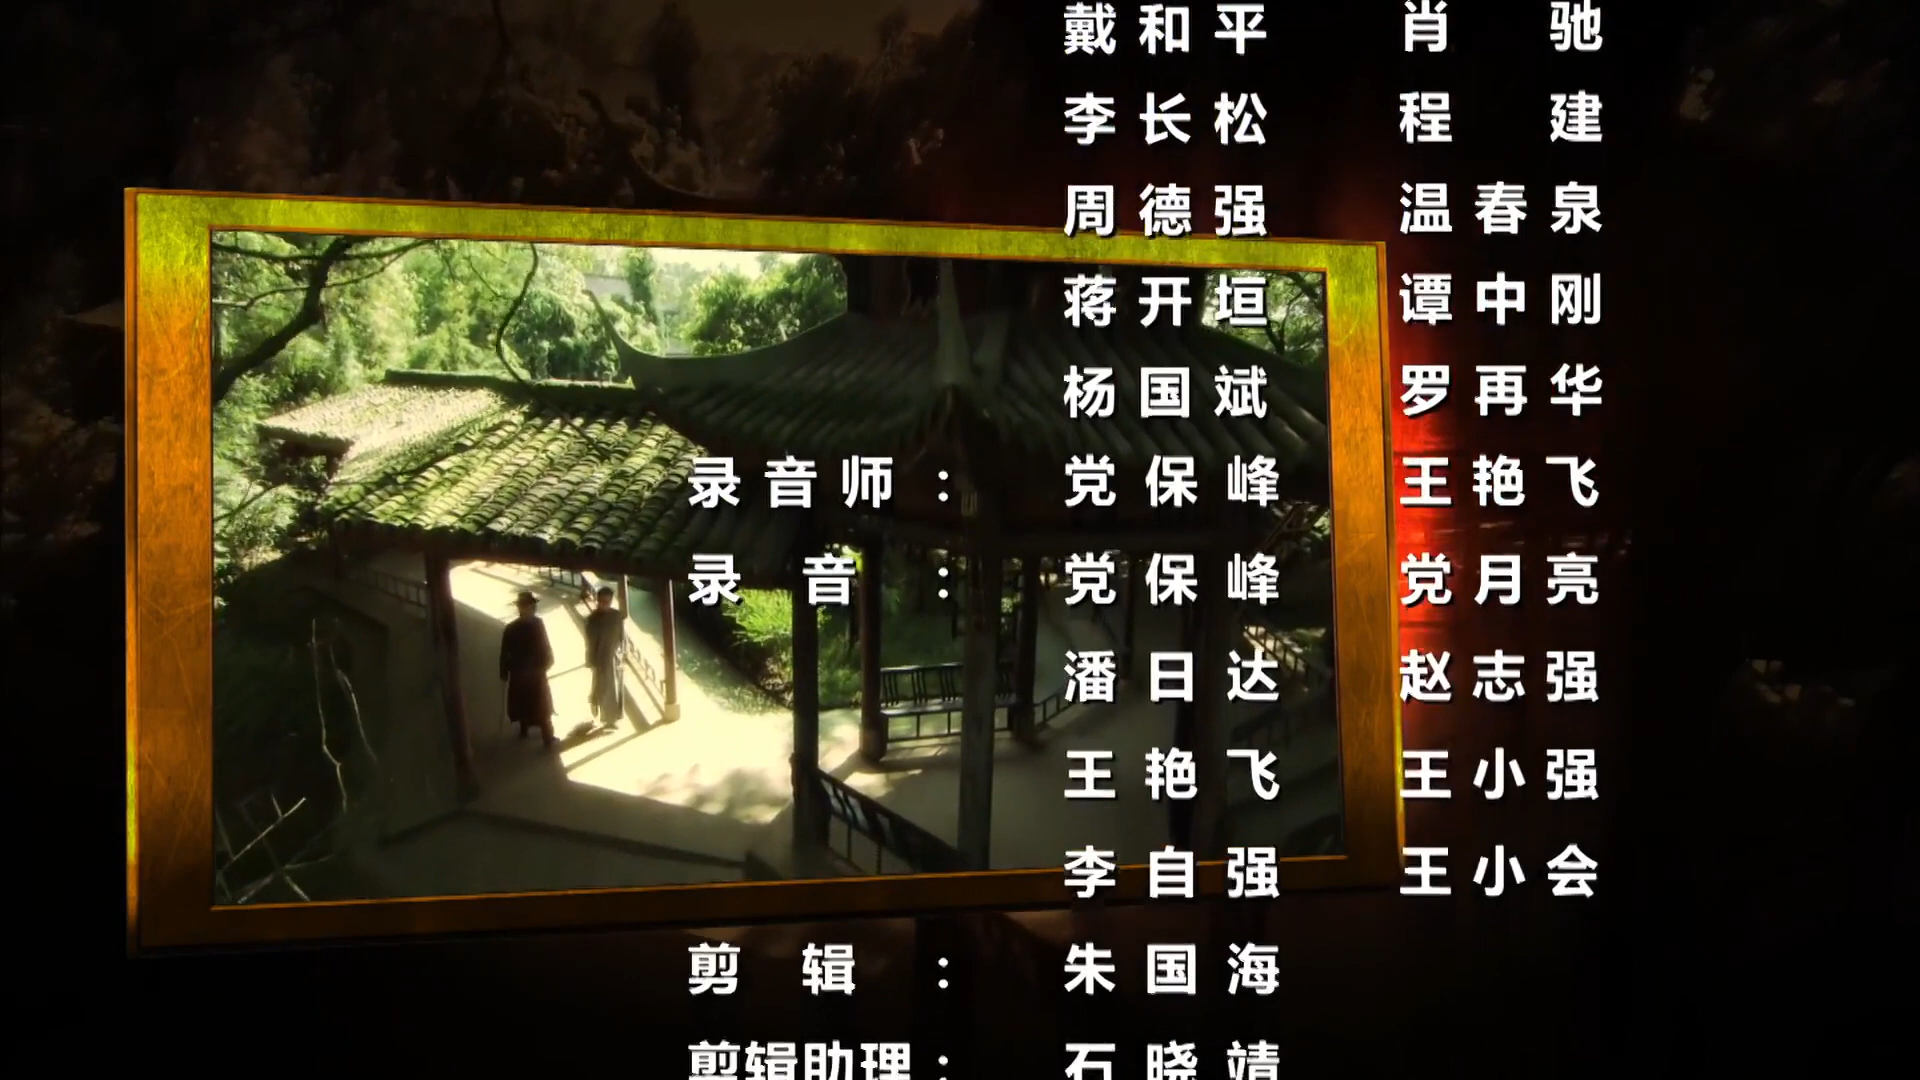 戴和平 肖驰
李长松 程建
周德强 温春泉
蒋开垣 谭中刚
杨国斌 罗再华
录音师： 党保峰 王艳飞
录音： 党保峰 党月亮
潘日达 赵志强
王艳飞 王小强
李自强 王小会
剪辑： 朱国海
剪辑助理： 石晓靖